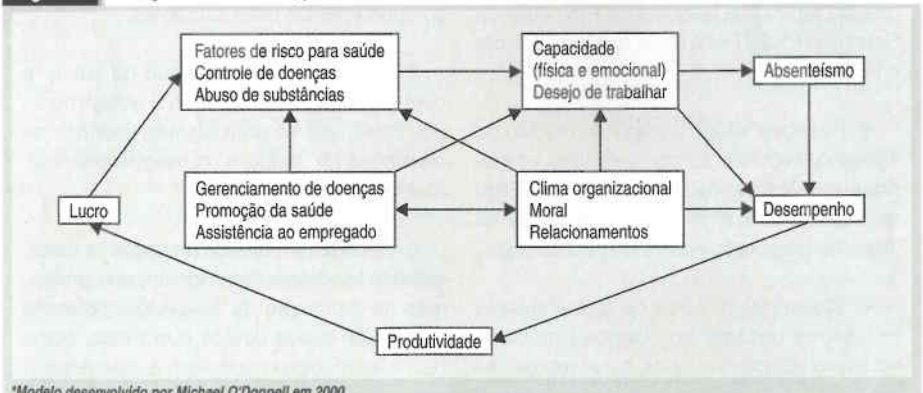 Fatores de risco para saúde
Controle de doenças
Abuso de substâncias
Capacidade
(física e emocional)
Desejo de trabalhar
Absenteísmo
Lucro
Gerenciamento de doenças
Promoção da saúde
Assistência ao empregado
Clima organizacional
Moral
Relacionamentos
Desempenho
Produtividade
*Modelo desenvolvido por Michael O'Donnell em 2000